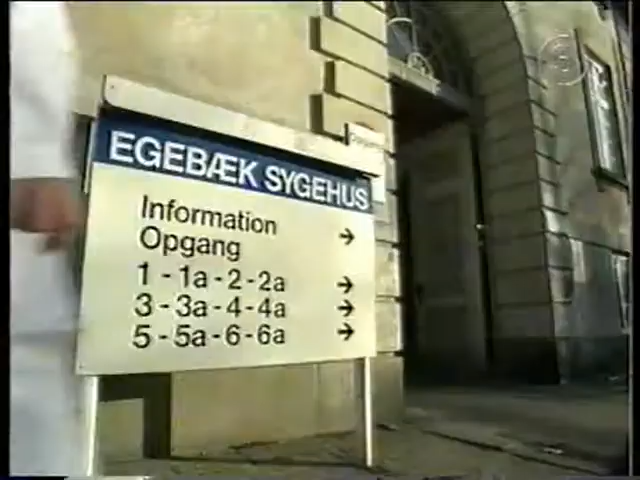 EGEBÆK SYGEHUS
Information
Opgang →
1 - 1a - 2 - 2a →
3 - 3a - 4 - 4a →
5 - 5a - 6 - 6a →